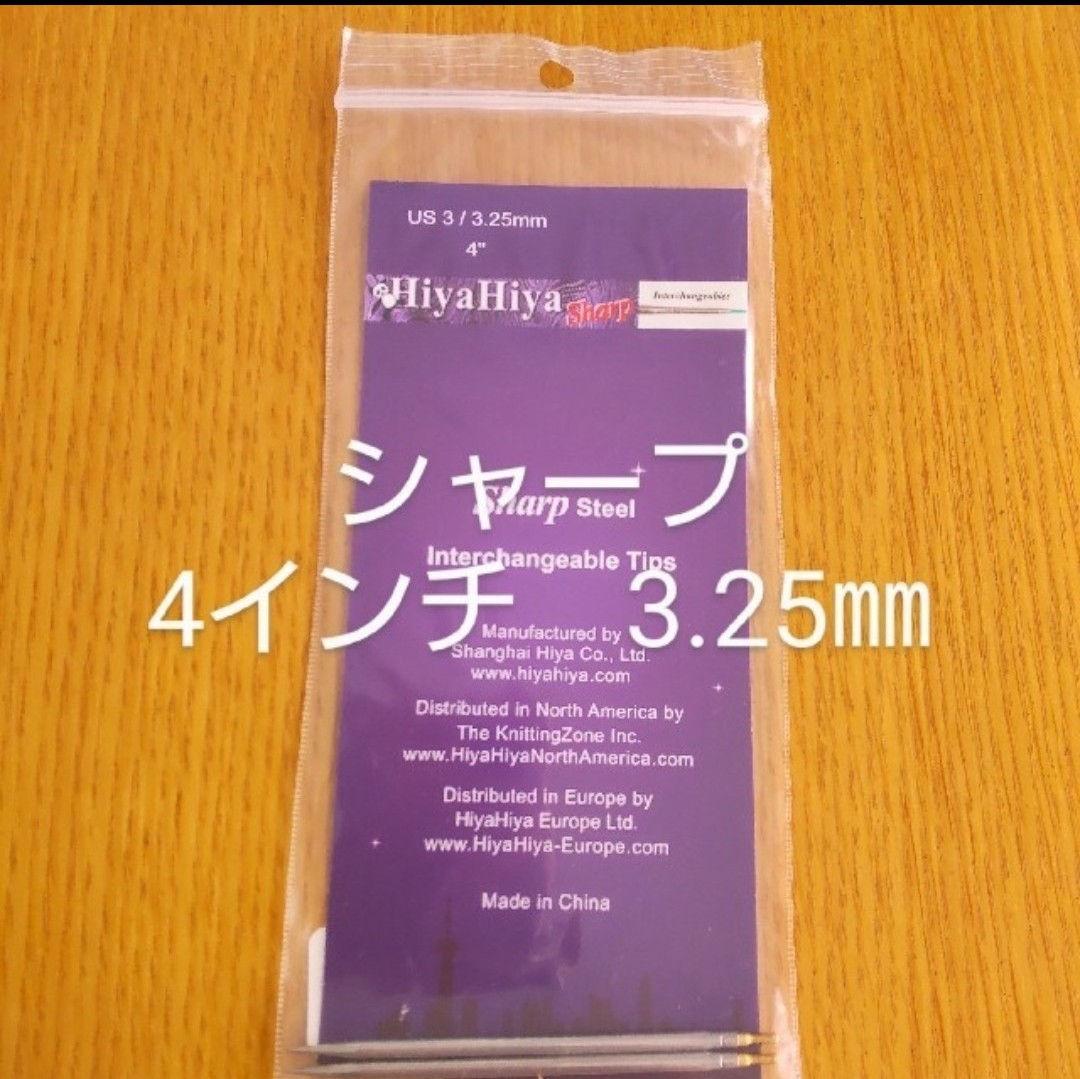 US 3 / 3.25mm
4"
HiyaHiya Sharp
Interchangeables
シャープ
Sharp Steel
Interchangeable Tips
4インチ 3.25㎜
Manufactured by
Shanghai Hiya Co., Ltd.
www.hiyahiya.com
Distributed in North America by
The KnittingZone Inc.
www.HiyaHiyaNorthAmerica.com
Distributed in Europe by
HiyaHiya Europe Ltd.
www.HiyaHiya-Europe.com
Made in China